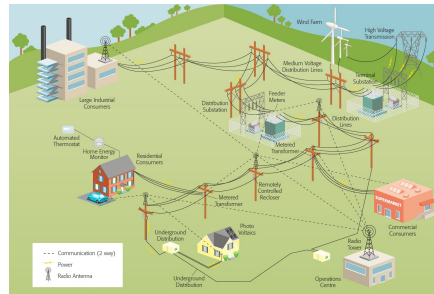 Wind Farm
High Voltage
Transmission
Medium Voltage
Distribution Lines
Terminal
Substation
Large Industrial
Consumers
Distribution
Substation
Feeder
Meters
Distribution
Lines
Automated
Thermostat
Home Energy
Monitor
Residential
Consumers
Metered
Transformer
Metered
Transformer
Remotely
Controlled
Recloser
SUPERMARKET
Commercial
Consumers
Underground
Distribution
Photo
Voltaics
Radio
Tower
Underground
Distribution
Operations
Centre
Communication (2 way)
Power
Radio Antenna